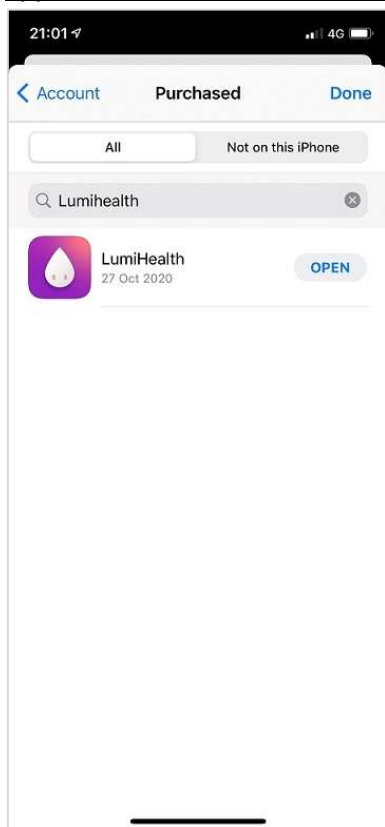 21:01 4G
Account Purchased Done
All Not on this iPhone
Lumihealth
LumiHealth OPEN
27 Oct 2020